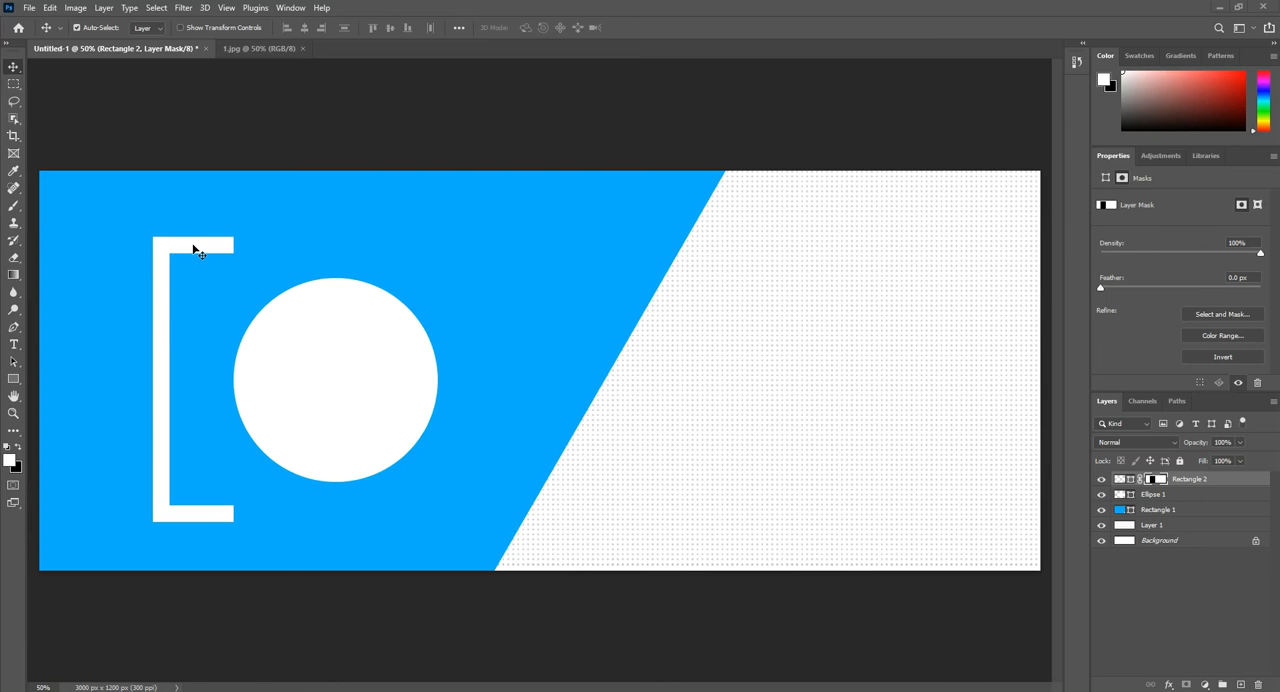 Ps File Edit Image Layer Type Select Filter 3D View Plugins Window Help
Auto-Select: Layer Show Transform Controls 3D Mode:
Untitled-1 @ 50% (Rectangle 2, Layer Mask/8) * × 1.jpg @ 50% (RGB/8) ×
Color Swatches Gradients Patterns
Properties Adjustments Libraries
Masks
Layer Mask
Density: 100%
Feather: 0.0 px
Refine: Select and Mask...
Color Range...
Invert
Layers Channels Paths
Kind
Normal Opacity: 100%
Lock: Fill: 100%
Rectangle 2
Ellipse 1
Rectangle 1
Layer 1
Background
50% 3000 px x 1200 px (300 ppi)